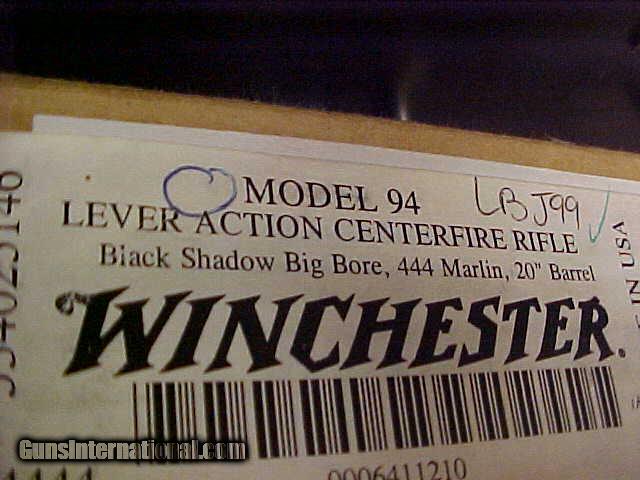 MODEL 94 LBJ99
LEVER ACTION CENTERFIRE RIFLE
Black Shadow Big Bore, 444 Marlin, 20" Barrel
WINCHESTER.
IN USA
0006411210
GunsInternational.com